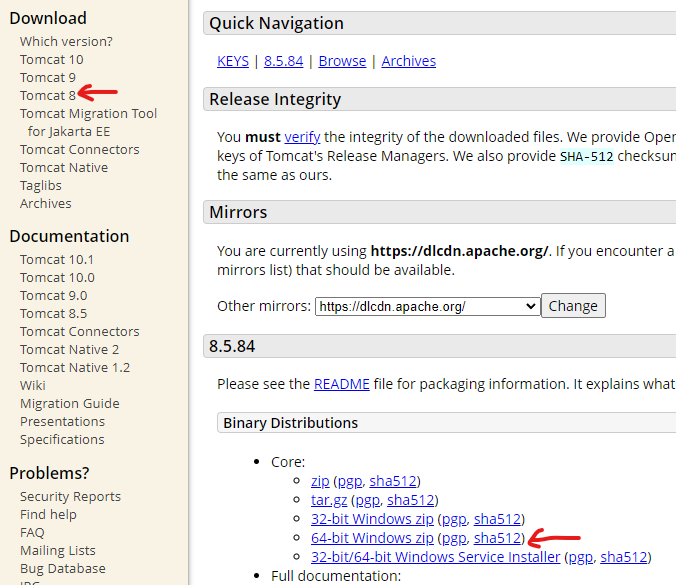 Download
Which version?
Tomcat 10
Tomcat 9
Tomcat 8
Tomcat Migration Tool
for Jakarta EE
Tomcat Connectors
Tomcat Native
Taglibs
Archives
Documentation
Tomcat 10.1
Tomcat 10.0
Tomcat 9.0
Tomcat 8.5
Tomcat Connectors
Tomcat Native 2
Tomcat Native 1.2
Wiki
Migration Guide
Presentations
Specifications
Problems?
Security Reports
Find help
FAQ
Mailing Lists
Bug Database
IRC
Quick Navigation
KEYS | 8.5.84 | Browse | Archives
Release Integrity
You must verify the integrity of the downloaded files. We provide Open
keys of Tomcat's Release Managers. We also provide SHA-512 checksum
the same as ours.
Mirrors
You are currently using https://dlcdn.apache.org/. If you encounter a
mirrors list) that should be available.
Other mirrors: https://dlcdn.apache.org/ Change
8.5.84
Please see the README file for packaging information. It explains what
Binary Distributions
• Core:
○ zip (pgp, sha512)
○ tar.gz (pgp, sha512)
○ 32-bit Windows zip (pgp, sha512)
○ 64-bit Windows zip (pgp, sha512)
○ 32-bit/64-bit Windows Service Installer (pgp, sha512)
• Full documentation: